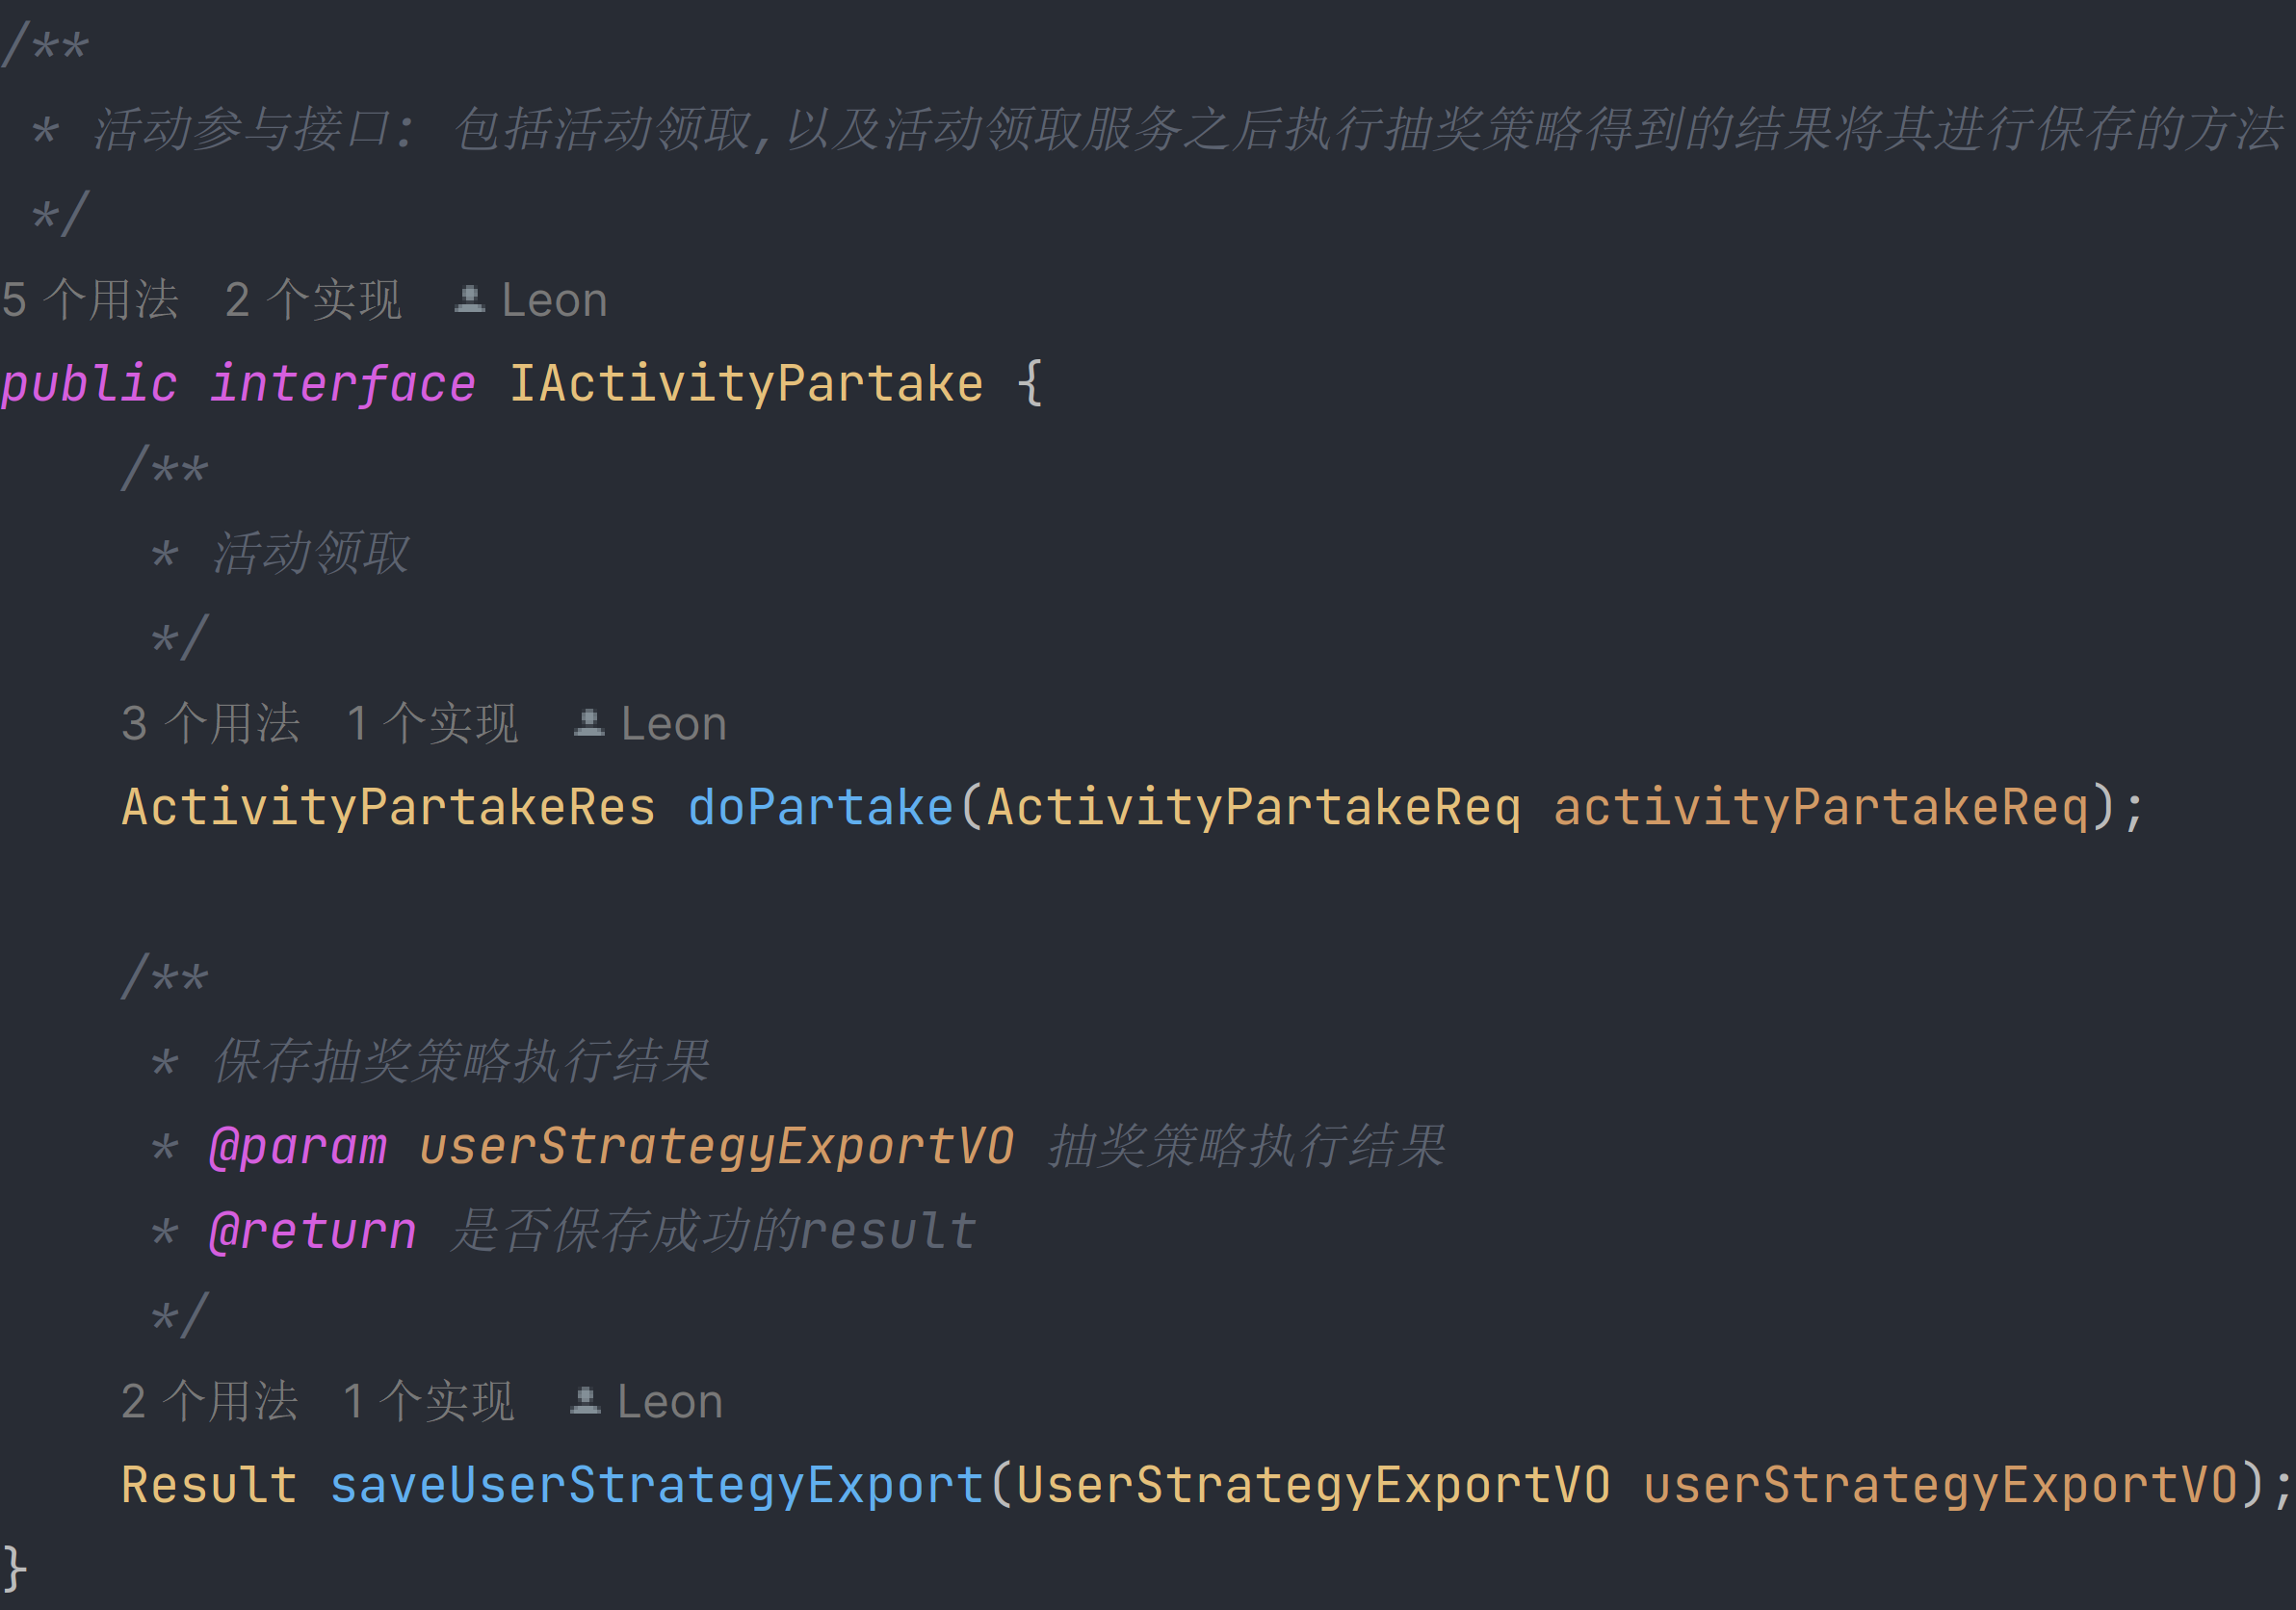 /**
 * 活动参与接口: 包括活动领取,以及活动领取服务之后执行抽奖策略得到的结果将其进行保存的方法
 */
5 个用法 2 个实现 Leon
public interface IActivityPartake {
    /**
     * 活动领取
     */
    3 个用法 1 个实现 Leon
    ActivityPartakeRes doPartake(ActivityPartakeReq activityPartakeReq);
    /**
     * 保存抽奖策略执行结果
     * @param userStrategyExportVO 抽奖策略执行结果
     * @return 是否保存成功的result
     */
    2 个用法 1 个实现 Leon
    Result saveUserStrategyExport(UserStrategyExportVO userStrategyExportVO);
}